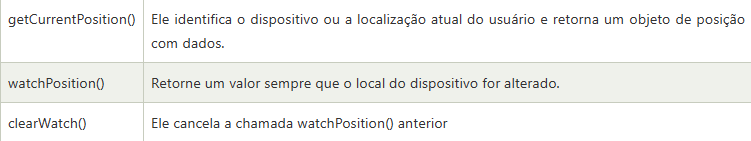 getCurrentPosition() Ele identifica o dispositivo ou a localização atual do usuário e retorna um objeto de posição
com dados.
watchPosition() Retorne um valor sempre que o local do dispositivo for alterado.
clearWatch() Ele cancela a chamada watchPosition() anterior